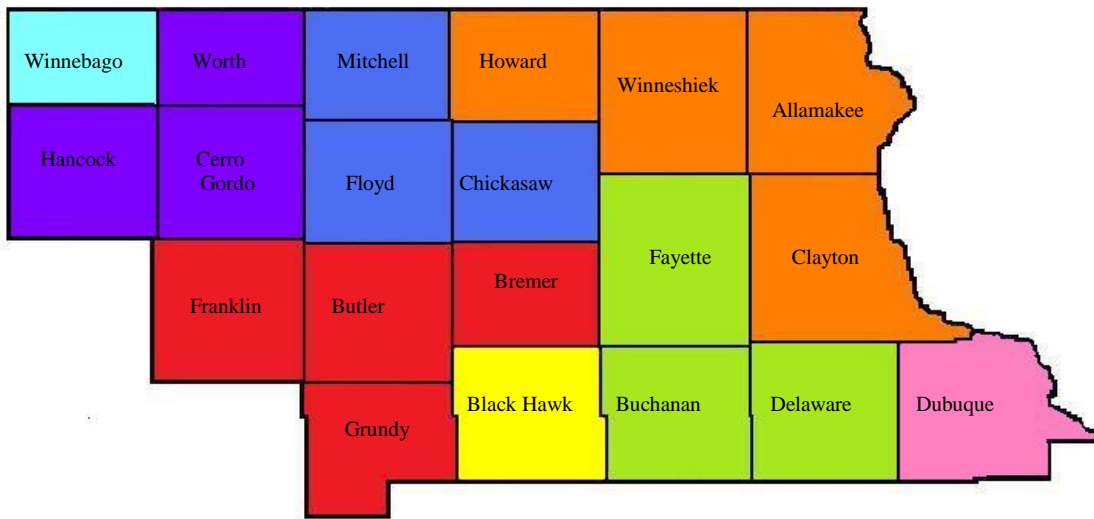 Winnebago
Worth
Mitchell
Howard
Winneshiek
Allamakee
Hancock
Cerro
Gordo
Floyd
Chickasaw
Fayette
Clayton
Franklin
Butler
Bremer
Grundy
Black Hawk
Buchanan
Delaware
Dubuque